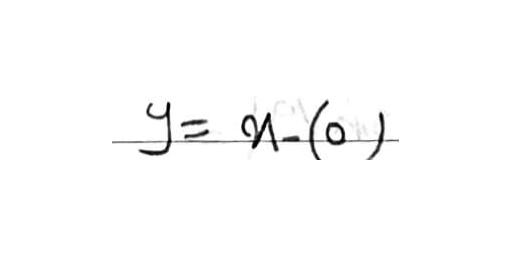 y = x - (0)